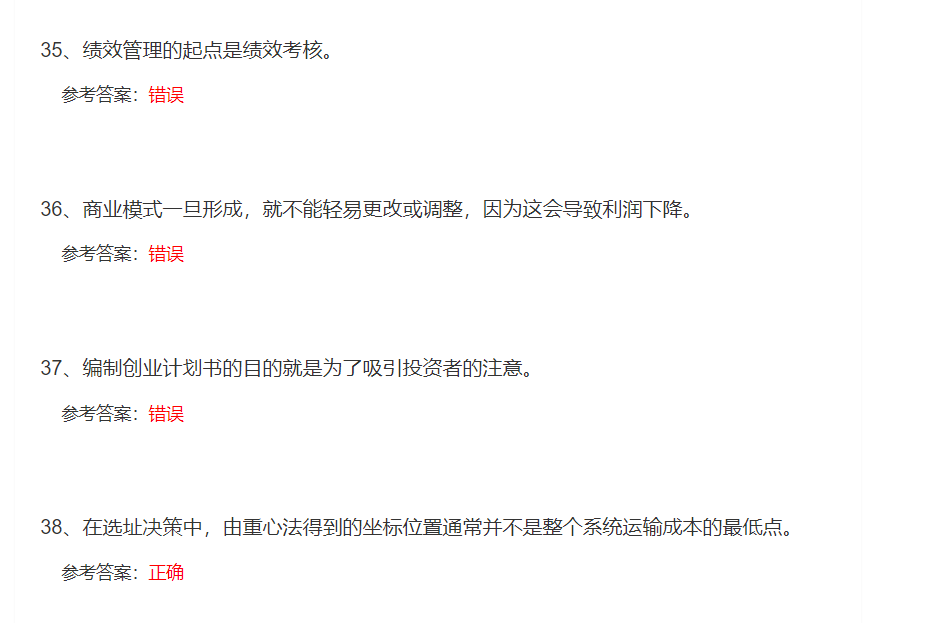 35、绩效管理的起点是绩效考核。
参考答案：错误
36、商业模式一旦形成，就不能轻易更改或调整，因为这会导致利润下降。
参考答案：错误
37、编制创业计划书的目的就是为了吸引投资者的注意。
参考答案：错误
38、在选址决策中，由重心法得到的坐标位置通常并不是整个系统运输成本的最低点。
参考答案：正确